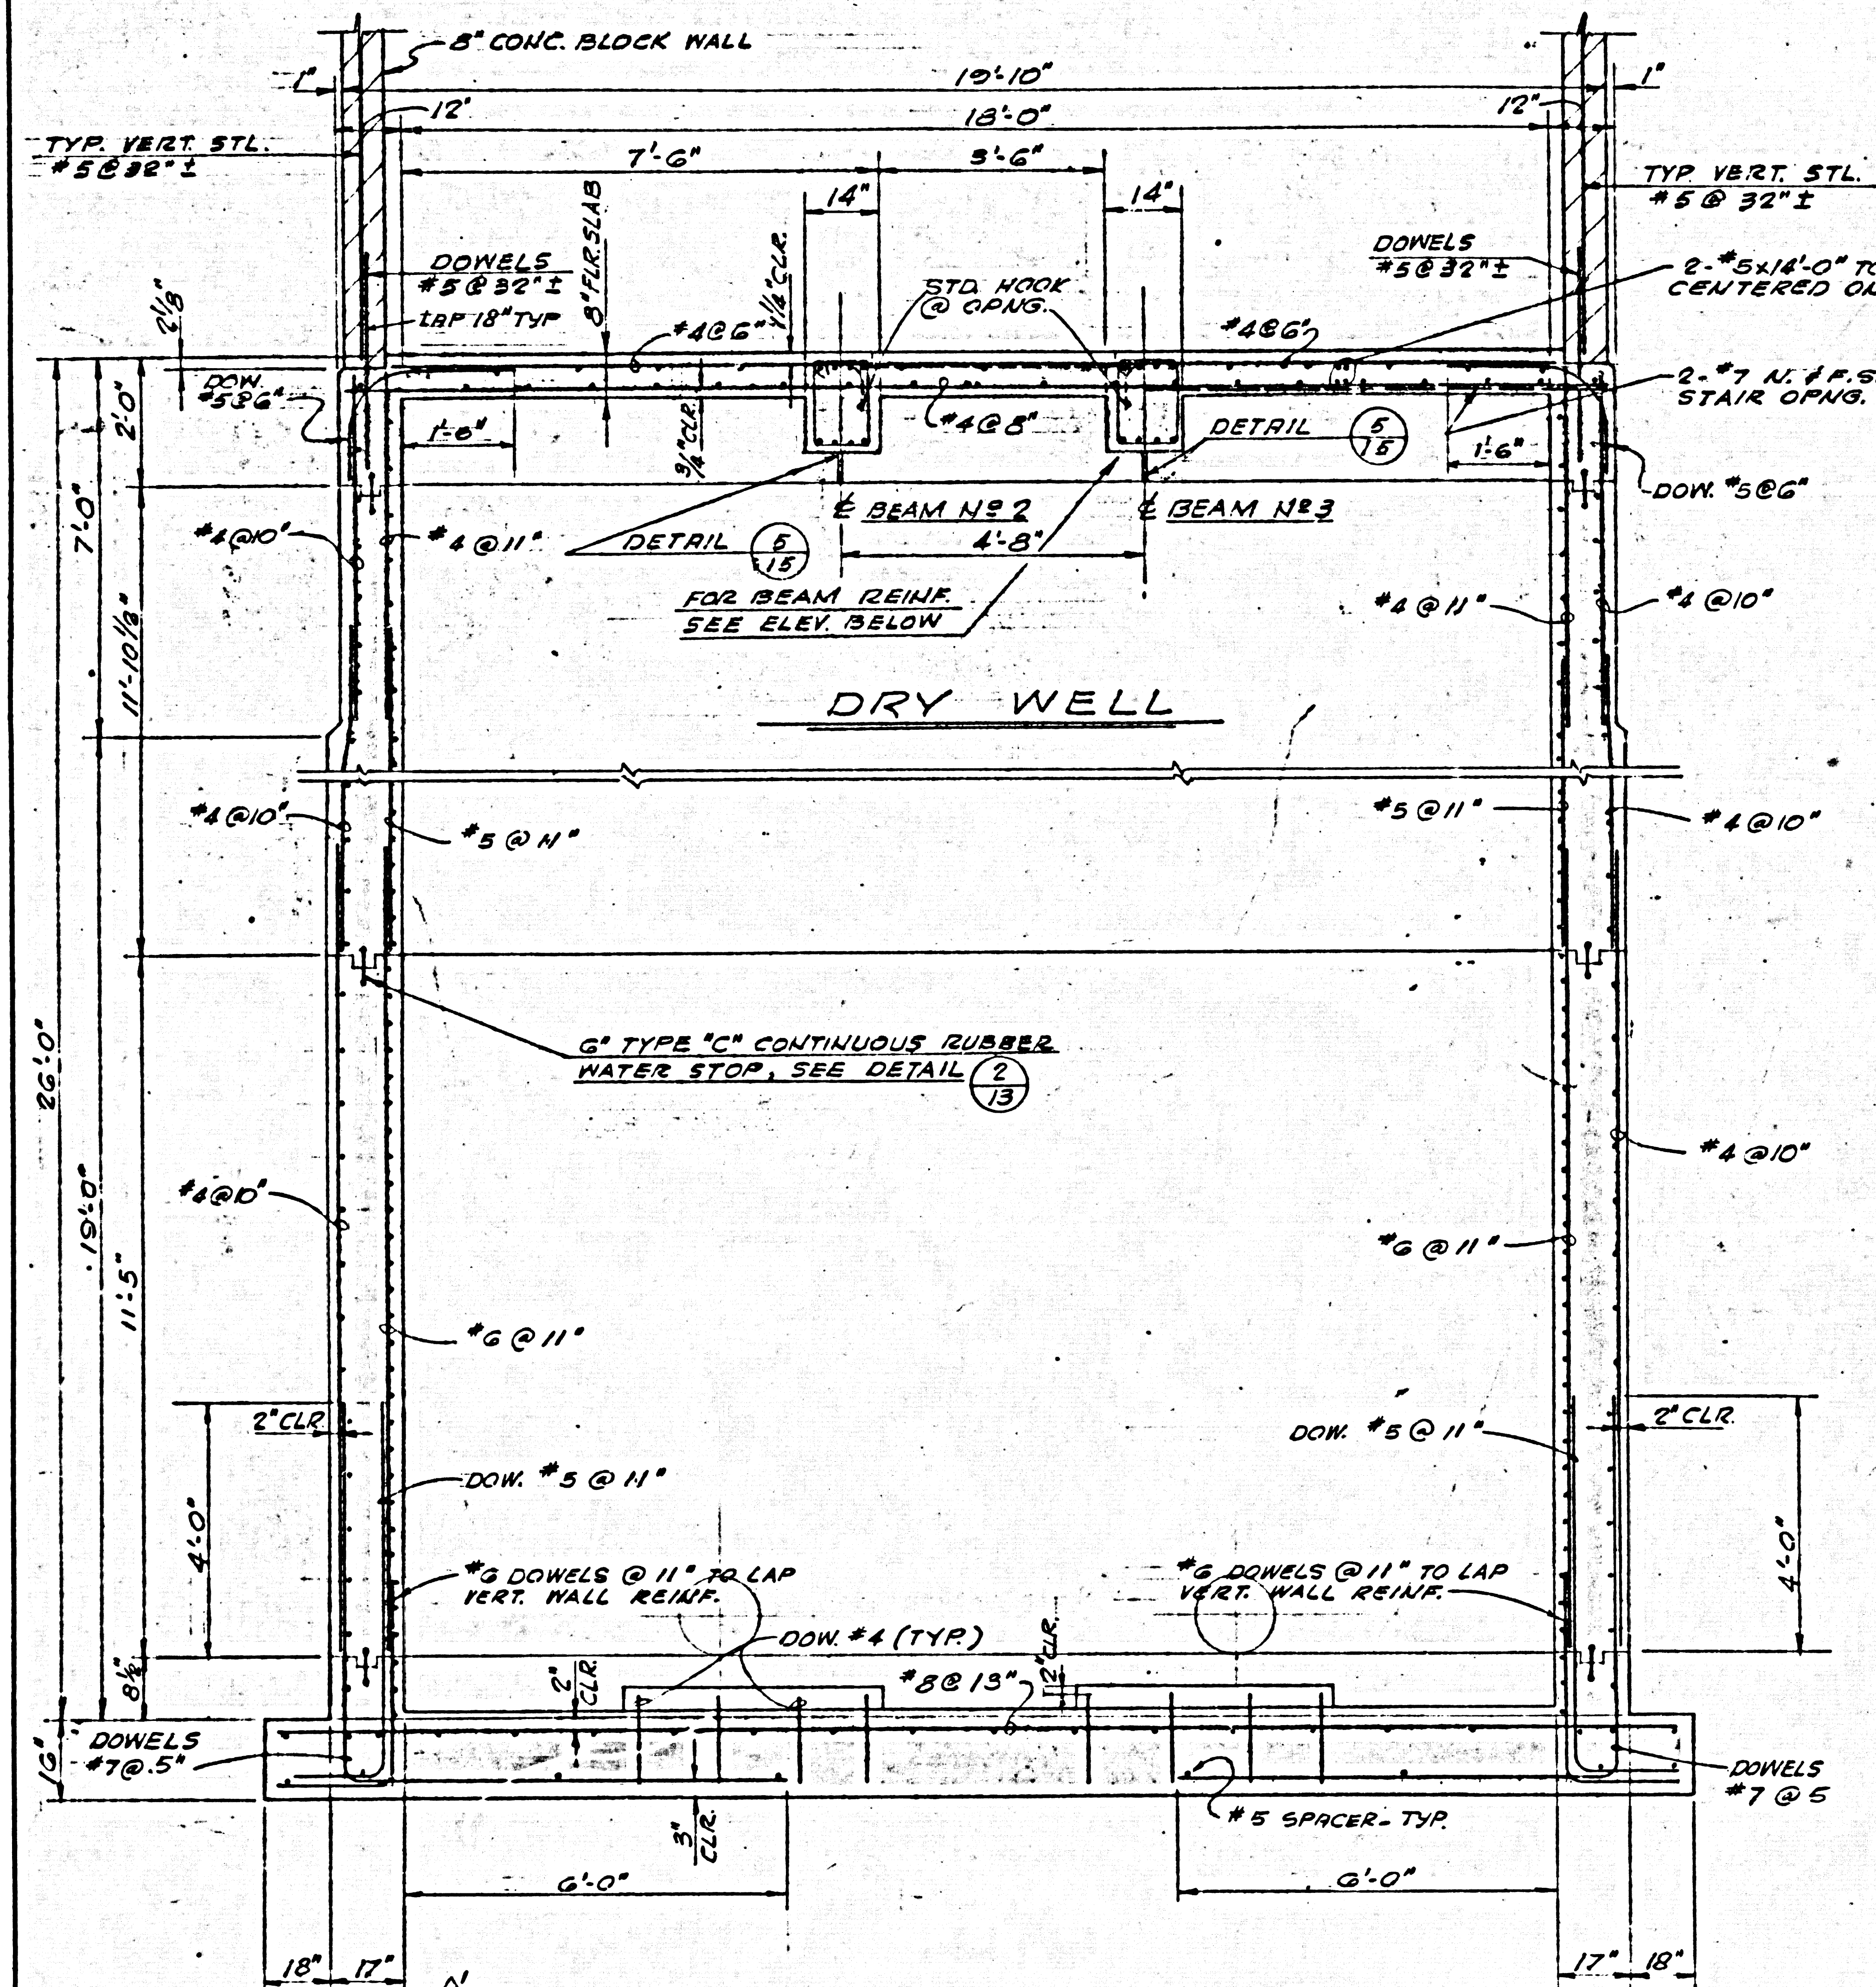 8" CONC. BLOCK WALL
1"
19'-10"
1"
12"
18'-0"
12"
TYP. VERT. STL.
#5 @ 32" ±
7'-6"
3'-6"
14"
14"
TYP. VERT. STL.
#5 @ 32" ±
8" FLR. SLAB
CLR.
DOWELS
#5 @ 32" ±
LAP 18" TYP
STD. HOOK
@ OPNG.
DOWELS
#5 @ 32" ±
2-#5x14'-0" TO
CENTERED ON
2 1/8"
#4@6"
#4@6"
DOW.
#5@6"
2'-0"
1'-6"
3/4" CLR.
#4@8"
DETAIL 5/15
1'-6"
2-#7 N. & F.S.
STAIR OPNG.
DOW. #5@6"
7'-0"
#4@10"
#4 @ 11"
DETAIL 5/15
℄ BEAM Nº 2
℄ BEAM Nº 3
4'-8"
FOR BEAM REINF.
SEE ELEV. BELOW
#4 @ 11"
#4 @ 10"
11'-10 1/8"
DRY WELL
#4 @ 10"
#5 @ 11"
#5 @ 11"
#4 @ 10"
6" TYPE "C" CONTINUOUS RUBBER
WATER STOP, SEE DETAIL 2/13
26'-0"
19'-0"
11'-5"
#4@10"
#4 @ 10"
#6 @ 11"
#6 @ 11"
2" CLR.
2" CLR.
DOW. #5 @ 11"
DOW. #5 @ 11"
4'-0"
4'-0"
#6 DOWELS @ 11" TO LAP
VERT. WALL REINF.
#6 DOWELS @ 11" TO LAP
VERT. WALL REINF.
DOW. #4 (TYP.)
8½"
2"
CLR.
#8@13"
2" CLR.
16"
DOWELS
#7@.5"
DOWELS
#7 @ 5
3"
CLR.
#5 SPACER - TYP.
6'-0"
6'-0"
18"
17"
17"
18"